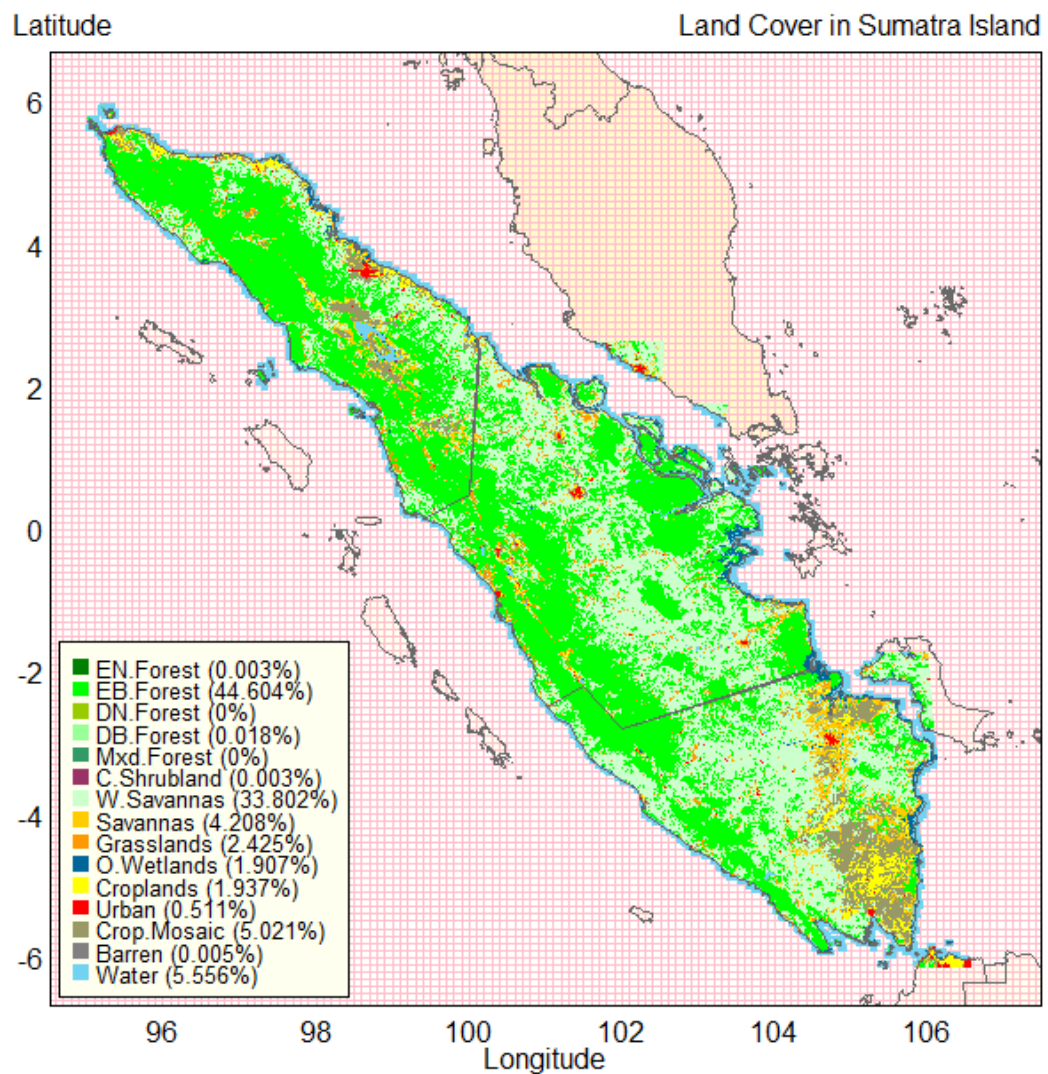 Latitude
Land Cover in Sumatra Island
6
4
2
0
-2
-4
-6
EN.Forest (0.003%)
EB.Forest (44.604%)
DN.Forest (0%)
DB.Forest (0.018%)
Mxd.Forest (0%)
C.Shrubland (0.003%)
W.Savannas (33.802%)
Savannas (4.208%)
Grasslands (2.425%)
O.Wetlands (1.907%)
Croplands (1.937%)
Urban (0.511%)
Crop.Mosaic (5.021%)
Barren (0.005%)
Water (5.556%)
96 98 100 102 104 106
Longitude